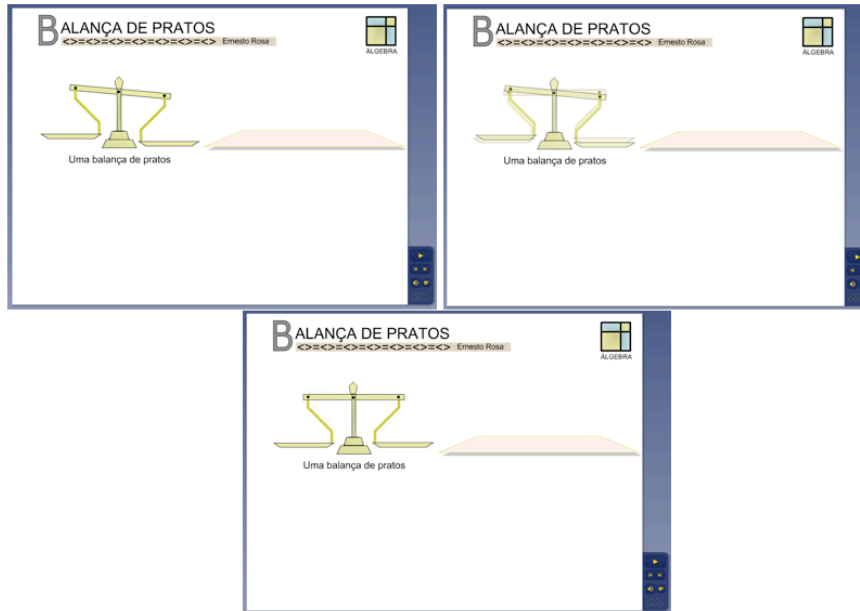 BALANÇA DE PRATOS
<>=<>=<>=<>=<>=<>=<> Ernesto Rosa
ÁLGEBRA
Uma balança de pratos
BALANÇA DE PRATOS
<>=<>=<>=<>=<>=<>=<> Ernesto Rosa
ÁLGEBRA
Uma balança de pratos
BALANÇA DE PRATOS
<>=<>=<>=<>=<>=<>=<> Ernesto Rosa
ÁLGEBRA
Uma balança de pratos